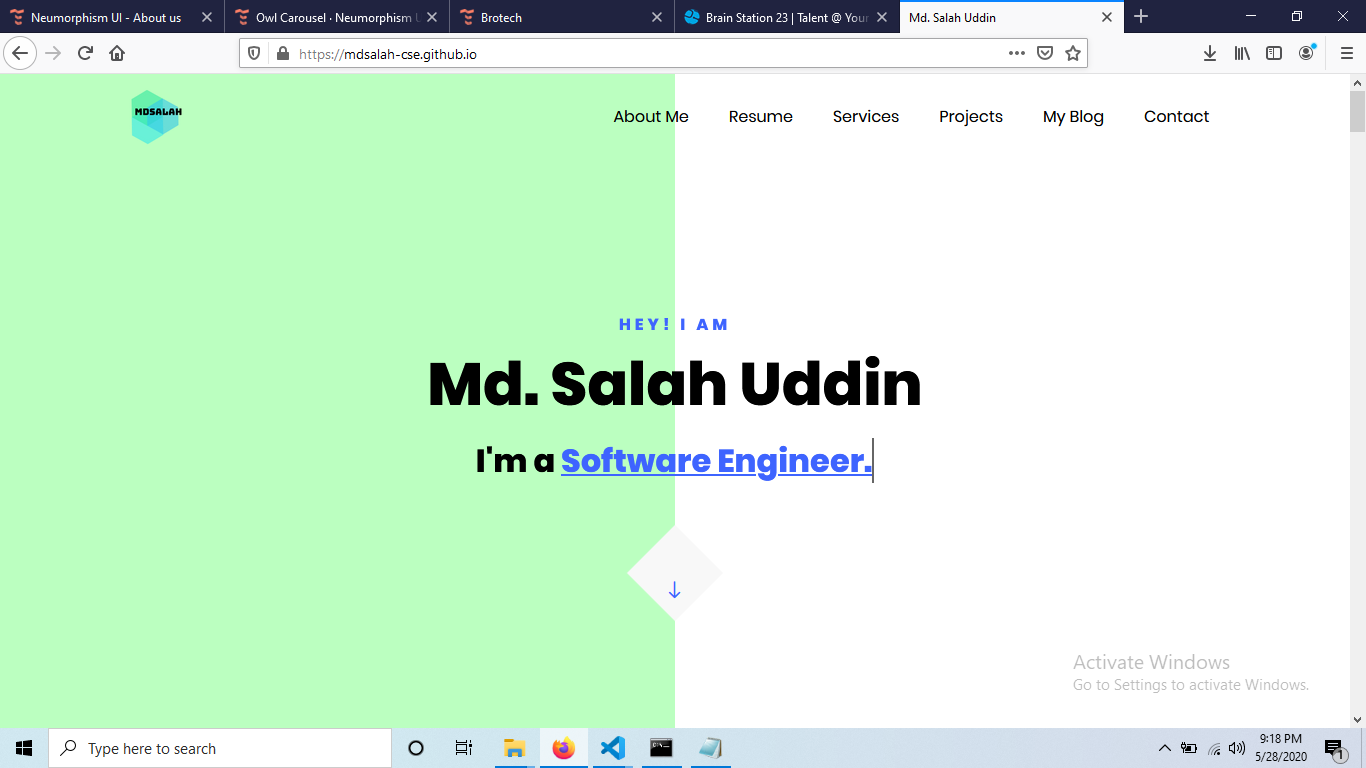 Neumorphism UI - About us
Owl Carousel · Neumorphism U
Brotech
Brain Station 23 | Talent @ Your
Md. Salah Uddin
https://mdsalah-cse.github.io
MDSALAH
About Me
Resume
Services
Projects
My Blog
Contact
HEY! I AM
Md. Salah Uddin
I'm a Software Engineer.
Activate Windows
Go to Settings to activate Windows.
Type here to search
9:18 PM
5/28/2020
1